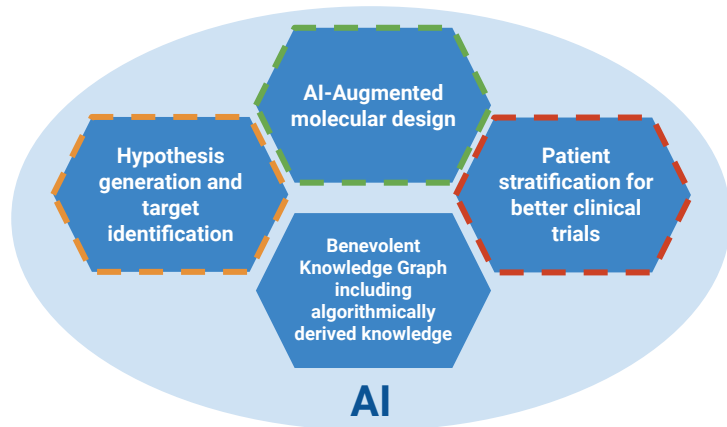 AI-Augmented
molecular design
Hypothesis
generation and
target
identification
Patient
stratification for
better clinical
trials
Benevolent
Knowledge Graph
including
algorithmically
derived knowledge
AI